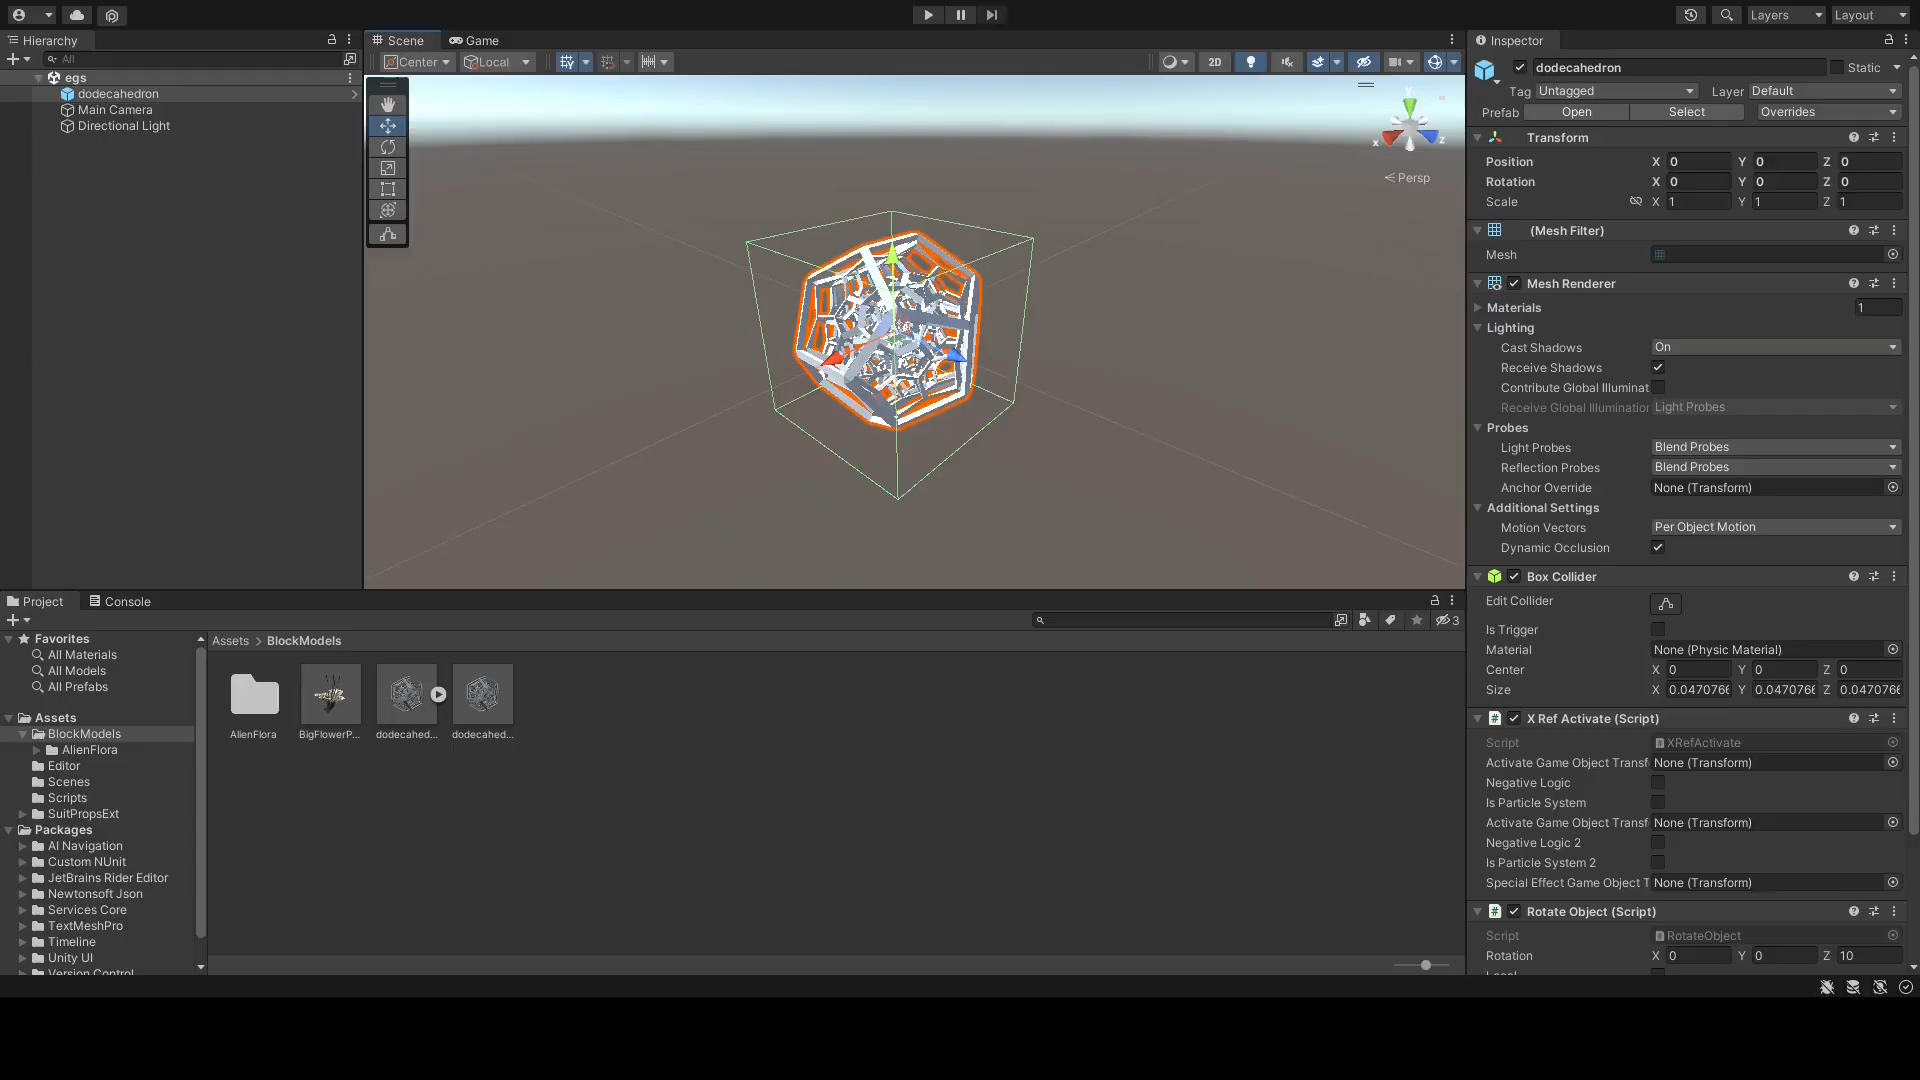 Layers
Layout
Hierarchy
All
egs
dodecahedron
Main Camera
Directional Light
Scene
Game
Center
Local
2D
y
x
z
Persp
Inspector
dodecahedron
Static
Tag Untagged
Layer Default
Prefab Open Select Overrides
Transform
Position X 0 Y 0 Z 0
Rotation X 0 Y 0 Z 0
Scale X 1 Y 1 Z 1
(Mesh Filter)
Mesh
Mesh Renderer
Materials 1
Lighting
Cast Shadows On
Receive Shadows
Contribute Global Illuminat
Receive Global Illumination Light Probes
Probes
Light Probes Blend Probes
Reflection Probes Blend Probes
Anchor Override None (Transform)
Additional Settings
Motion Vectors Per Object Motion
Dynamic Occlusion
Box Collider
Edit Collider
Is Trigger
Material None (Physic Material)
Center X 0 Y 0 Z 0
Size X 0.0470766 Y 0.0470766 Z 0.0470766
# X Ref Activate (Script)
Script XRefActivate
Activate Game Object Transf None (Transform)
Negative Logic
Is Particle System
Activate Game Object Transf None (Transform)
Negative Logic 2
Is Particle System 2
Special Effect Game Object T None (Transform)
# Rotate Object (Script)
Script RotateObject
Rotation X 0 Y 0 Z 10
Project
Console
3
Favorites
All Materials
All Models
All Prefabs
Assets
BlockModels
AlienFlora
Editor
Scenes
Scripts
SuitPropsExt
Packages
AI Navigation
Custom NUnit
JetBrains Rider Editor
Newtonsoft Json
Services Core
TextMeshPro
Timeline
Unity UI
Version Control
Assets > BlockModels
AlienFlora
BigFlowerP...
dodecahed...
dodecahed...